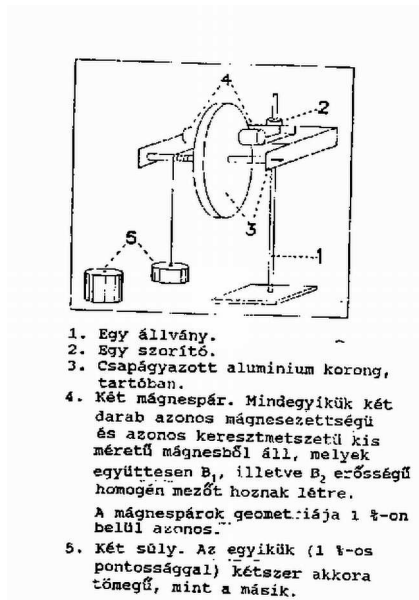 4
2
3
5
1
1. Egy állvány.
2. Egy szorító.
3. Csapágyazott aluminium korong,
tartóban.
4. Két mágnespár. Mindegyikük két
darab azonos mágnesezettségü
és azonos keresztmetszetü kis
méretű mágnesből áll, melyek
együttesen B₁, illetve B₂ erősségű
homogén mezőt hoznak létre.
A mágnespárok geometriája 1 %-on
belül azonos.
5. Két súly. Az egyikük (1 %-os
pontossággal) kétszer akkora
tömegű, mint a másik.